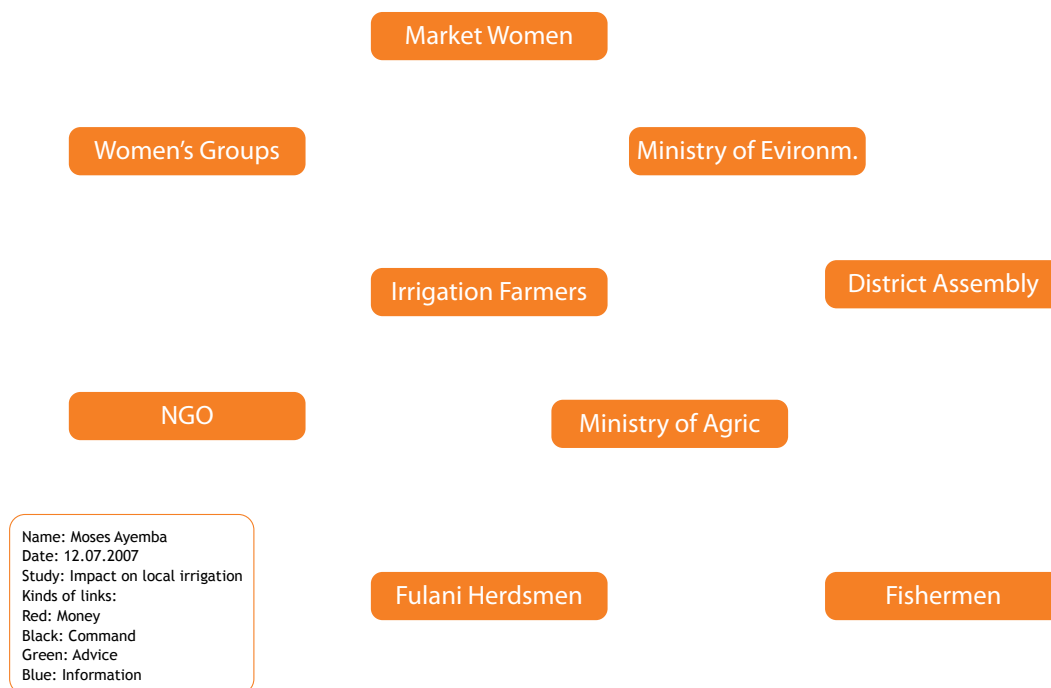 Market Women
Women's Groups
Ministry of Evironm.
Irrigation Farmers
District Assembly
NGO
Ministry of Agric
Name: Moses Ayemba
Date: 12.07.2007
Study: Impact on local irrigation
Kinds of links:
Red: Money
Black: Command
Green: Advice
Blue: Information
Fulani Herdsmen
Fishermen